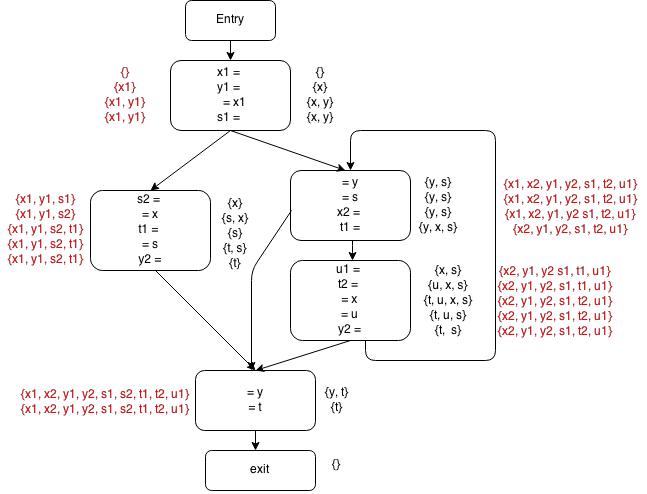 Entry
{}
{x1}
{x1, y1}
{x1, y1}
x1 =
y1 =
= x1
s1 =
{}
{x}
{x, y}
{x, y}
{x1, y1, s1}
{x1, y1, s2}
{x1, y1, s2, t1}
{x1, y1, s2, t1}
{x1, y1, s2, t1}
s2 =
= x
t1 =
= s
y2 =
{x}
{s, x}
{s}
{t, s}
{t}
= y
= s
x2 =
t1 =
{y, s}
{y, s}
{y, s}
{y, x, s}
{x1, x2, y1, y2, s1, t2, u1}
{x1, x2, y1, y2, s1, t2, u1}
{x1, x2, y1, y2 s1, t2, u1}
{x2, y1, y2, s1, t2, u1}
u1 =
t2 =
= x
= u
y2 =
{x, s}
{u, x, s}
{t, u, x, s}
{t, u, s}
{t, s}
{x2, y1, y2 s1, t1, u1}
{x2, y1, y2, s1, t1, u1}
{x2, y1, y2, s1, t2, u1}
{x2, y1, y2, s1, t2, u1}
{x2, y1, y2, s1, t2, u1}
{x1, x2, y1, y2, s1, s2, t1, t2, u1}
{x1, x2, y1, y2, s1, s2, t1, t2, u1}
= y
= t
{y, t}
{t}
exit
{}